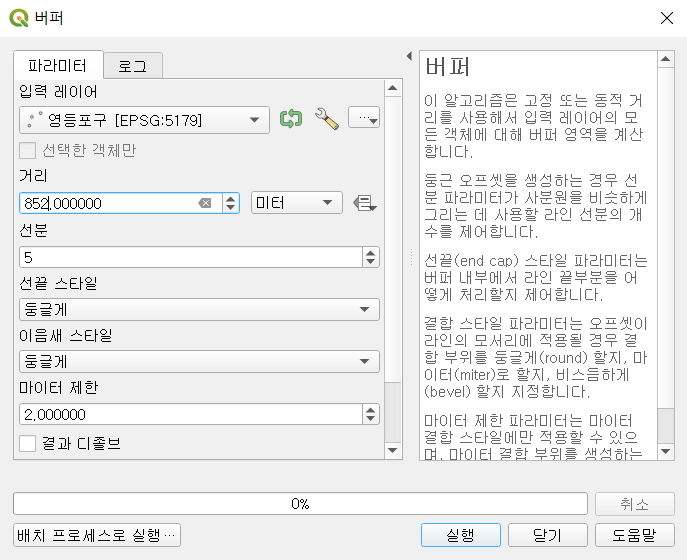 버퍼
파라미터
로그
입력 레이어
영등포구 [EPSG:5179]
...
선택한 객체만
거리
852.000000
미터
선분
5
선끝 스타일
둥글게
이음새 스타일
둥글게
마이터 제한
2.000000
결과 디졸브
버퍼
이 알고리즘은 고정 또는 동적 거
리를 사용해서 입력 레이어의 모
든 객체에 대해 버퍼 영역을 계산
합니다.
둥근 오프셋을 생성하는 경우 선
분 파라미터가 사분원을 비슷하게
그리는 데 사용할 라인 선분의 개
수를 제어합니다.
선끝(end cap) 스타일 파라미터는
버퍼 내부에서 라인 끝부분을 어
떻게 처리할지 제어합니다.
결합 스타일 파라미터는 오프셋이
라인의 모서리에 적용될 경우 결
합 부위를 둥글게(round) 할지, 마
이터(miter)로 할지, 비스듬하게
(bevel) 할지 지정합니다.
마이터 제한 파라미터는 마이터
결합 스타일에만 적용할 수 있으
며, 마이터 결합 부위를 생성하는
0%
취소
배치 프로세스로 실행...
실행
닫기
도움말